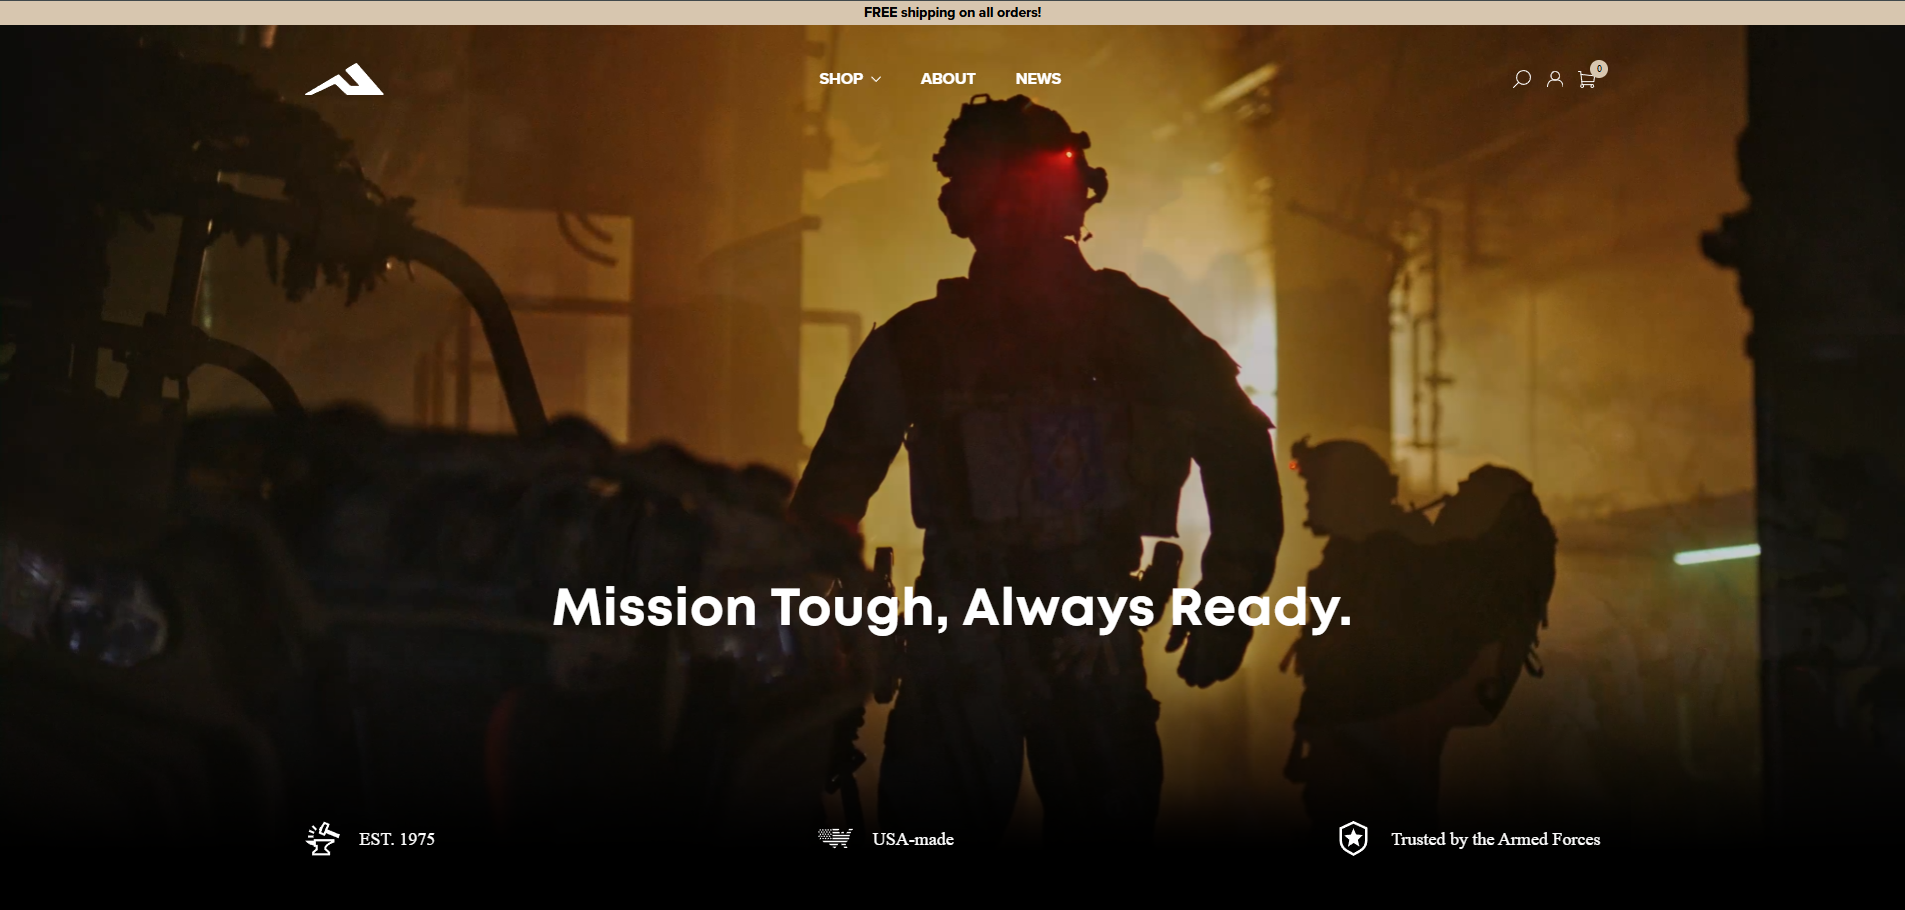 FREE shipping on all orders!
SHOP
ABOUT
NEWS
0
Mission Tough, Always Ready.
EST. 1975
USA-made
Trusted by the Armed Forces